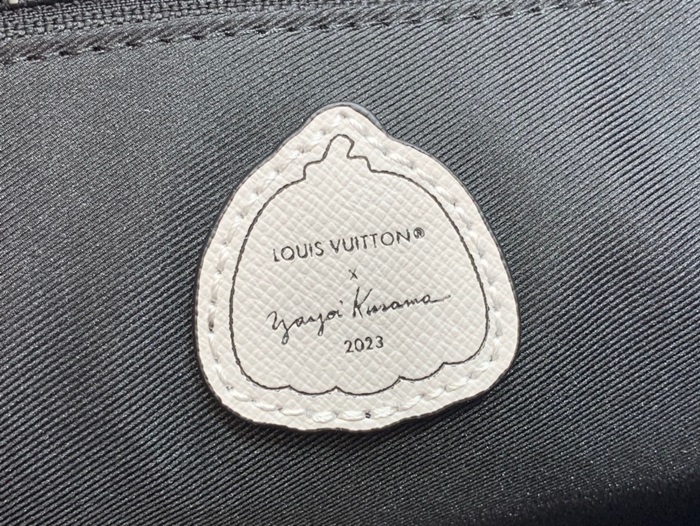 LOUIS VUITTON®
x
Yayoi Kusama
2023